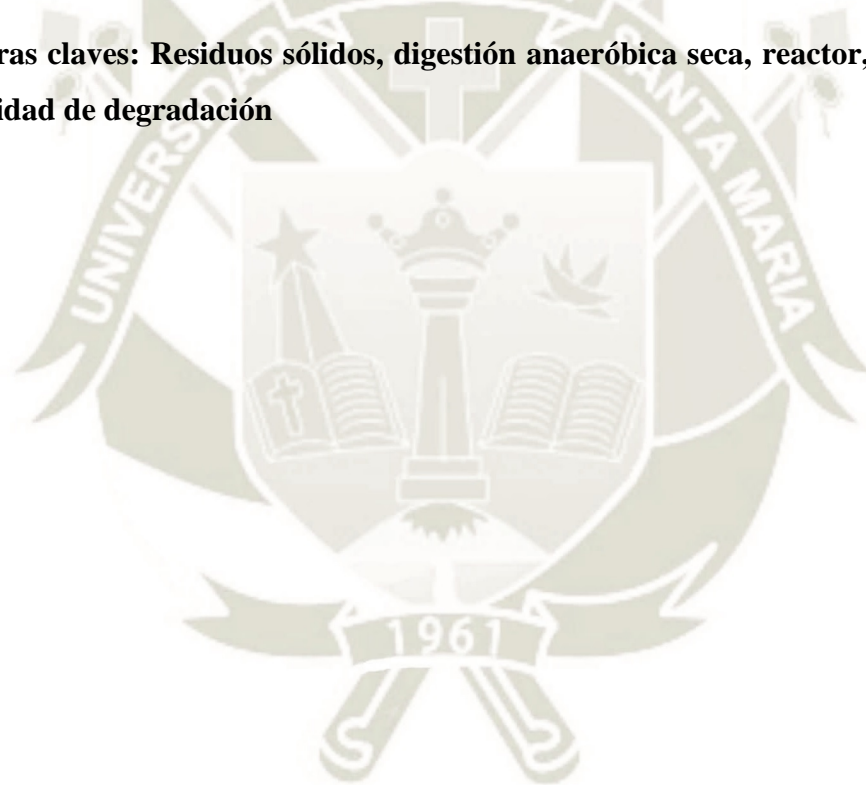 ras claves: Residuos sólidos, digestión anaeróbica seca, reactor,
idad de degradación
UNIVERSIDAD
SANTA MARIA
1961